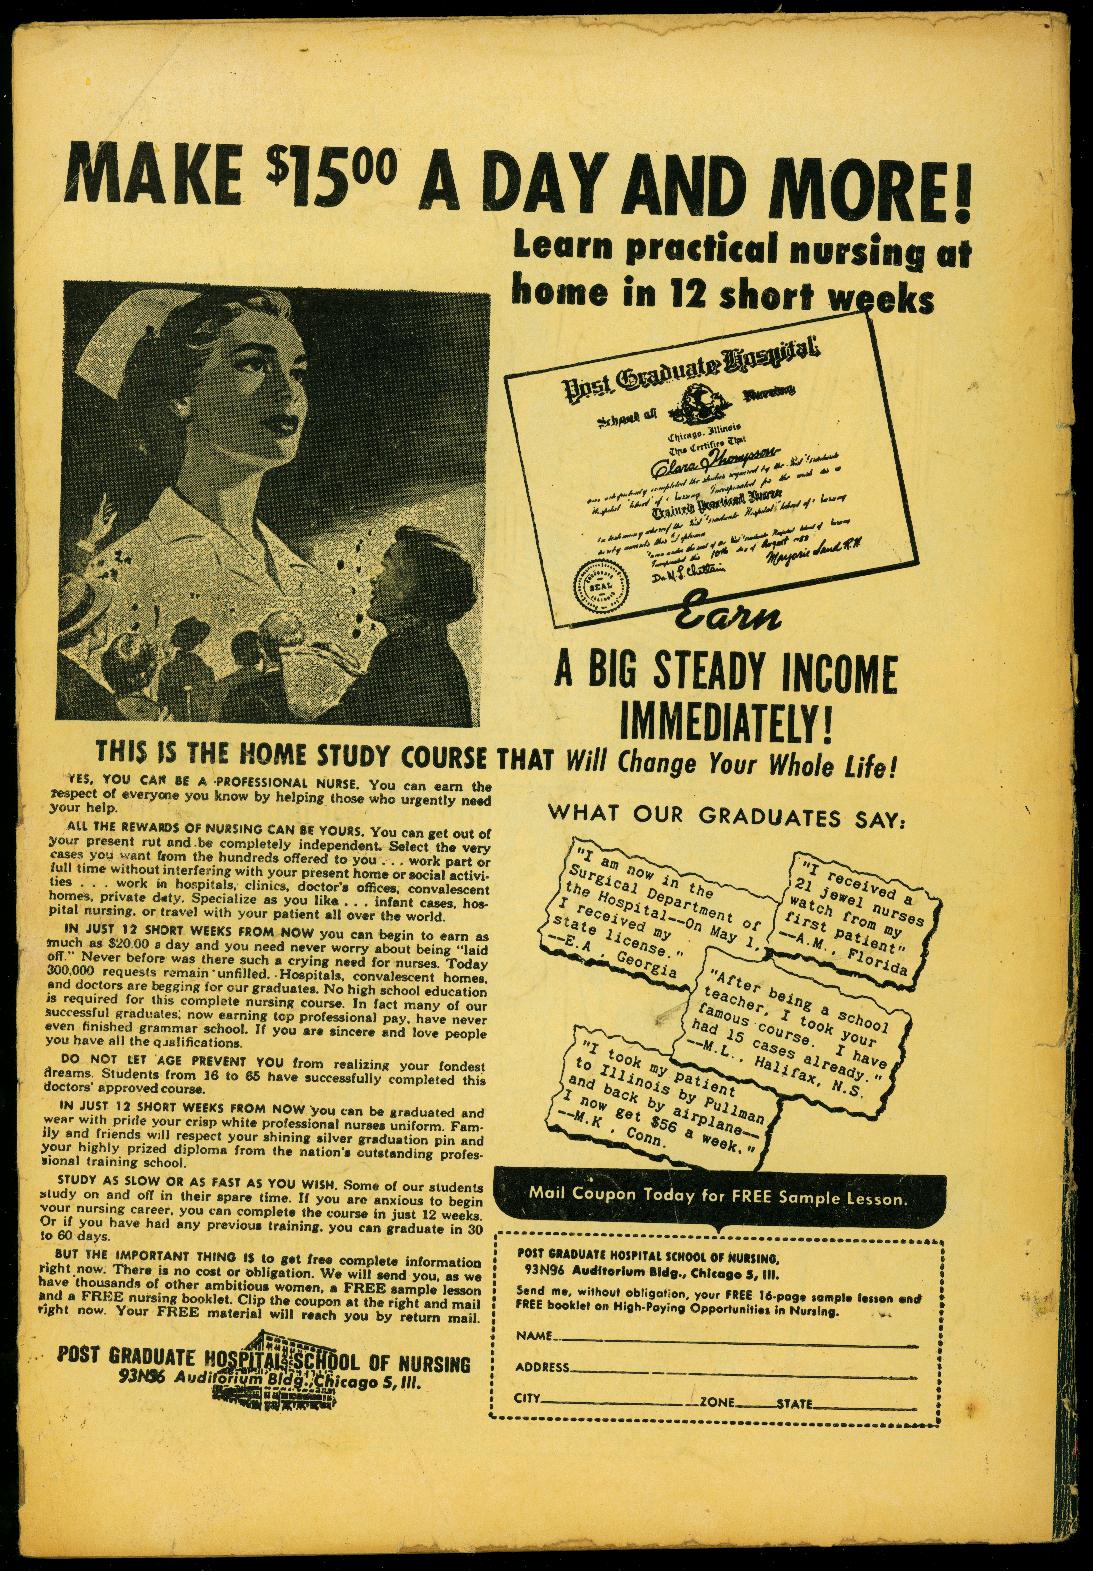 MAKE $15⁰⁰ A DAY AND MORE!
Learn practical nursing at
home in 12 short weeks
Post Graduate Hospital
School of Nursing
Chicago, Illinois
This Certifies That
Clara Thompson
Trained Practical Nurse
Marjorie Sand R.N.
SEAL
Earn
A BIG STEADY INCOME
IMMEDIATELY!
THIS IS THE HOME STUDY COURSE THAT Will Change Your Whole Life!
YES, YOU CAN BE A PROFESSIONAL NURSE. You can earn the
respect of everyone you know by helping those who urgently need
your help.
ALL THE REWARDS OF NURSING CAN BE YOURS. You can get out of
your present rut and be completely independent. Select the very
cases you want from the hundreds offered to you . . . work part or
full time without interfering with your present home or social activi-
ties . . . work in hospitals, clinics, doctor's offices, convalescent
homes, private duty. Specialize as you like . . . infant cases, hos-
pital nursing, or travel with your patient all over the world.
IN JUST 12 SHORT WEEKS FROM NOW you can begin to earn as
much as $20.00 a day and you need never worry about being "laid
off." Never before was there such a crying need for nurses. Today
300,000 requests remain unfilled. Hospitals, convalescent homes,
and doctors are begging for our graduates. No high school education
is required for this complete nursing course. In fact many of our
successful graduates, now earning top professional pay, have never
even finished grammar school. If you are sincere and love people
you have all the qualifications.
DO NOT LET AGE PREVENT YOU from realizing your fondest
dreams. Students from 16 to 65 have successfully completed this
doctors' approved course.
IN JUST 12 SHORT WEEKS FROM NOW you can be graduated and
wear with pride your crisp white professional nurses uniform. Fam-
ily and friends will respect your shining silver graduation pin and
your highly prized diploma from the nation's outstanding profes-
sional training school.
STUDY AS SLOW OR AS FAST AS YOU WISH. Some of our students
study on and off in their spare time. If you are anxious to begin
your nursing career, you can complete the course in just 12 weeks.
Or if you have had any previous training, you can graduate in 30
to 60 days.
BUT THE IMPORTANT THING IS to get free complete information
right now. There is no cost or obligation. We will send you, as we
have thousands of other ambitious women, a FREE sample lesson
and a FREE nursing booklet. Clip the coupon at the right and mail
right now. Your FREE material will reach you by return mail.
POST GRADUATE HOSPITAL SCHOOL OF NURSING
93N96 Auditorium Bldg., Chicago 5, Ill.
WHAT OUR GRADUATES SAY:
"I am now in the
Surgical Department of
the Hospital--On May 1,
I received my
state license."
--E.A , Georgia
"I received a
21 jewel nurses
watch from my
first patient"
--A.M., Florida
"After being a school
teacher, I took your
famous course. I have
had 15 cases already."
--M.L., Halifax, N.S.
"I took my patient
to Illinois by Pullman
and back by airplane--
I now get $56 a week."
--M.K , Conn.
Mail Coupon Today for FREE Sample Lesson.
POST GRADUATE HOSPITAL SCHOOL OF NURSING,
93N96 Auditorium Bldg., Chicago 5, Ill.
Send me, without obligation, your FREE 16-page sample lesson and
FREE booklet on High-Paying Opportunities in Nursing.
NAME
ADDRESS
CITY ZONE STATE